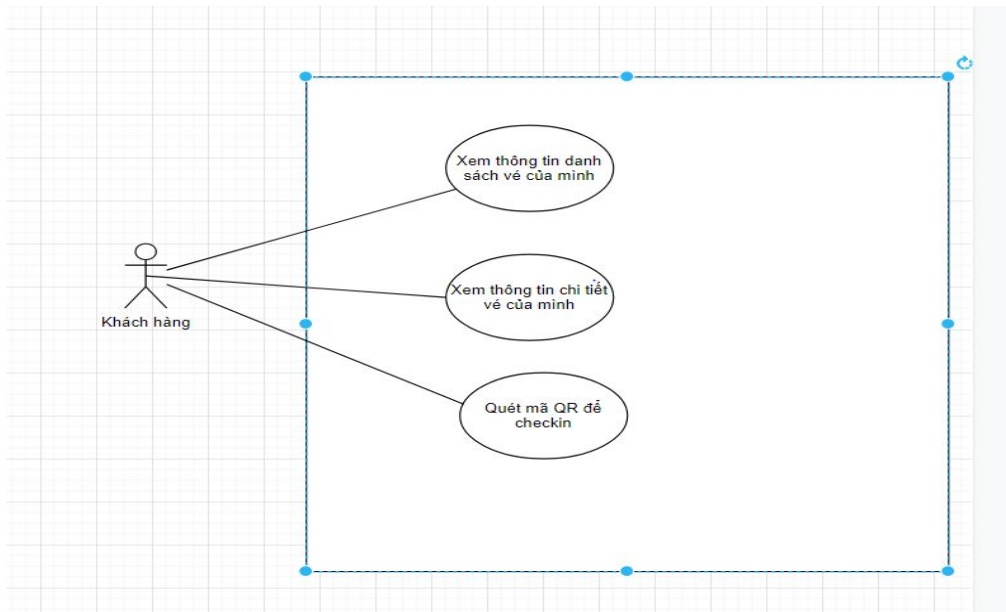 Xem thông tin danh
sách vé của mình
Xem thông tin chi tiết
vé của mình
Khách hàng
Quét mã QR để
checkin